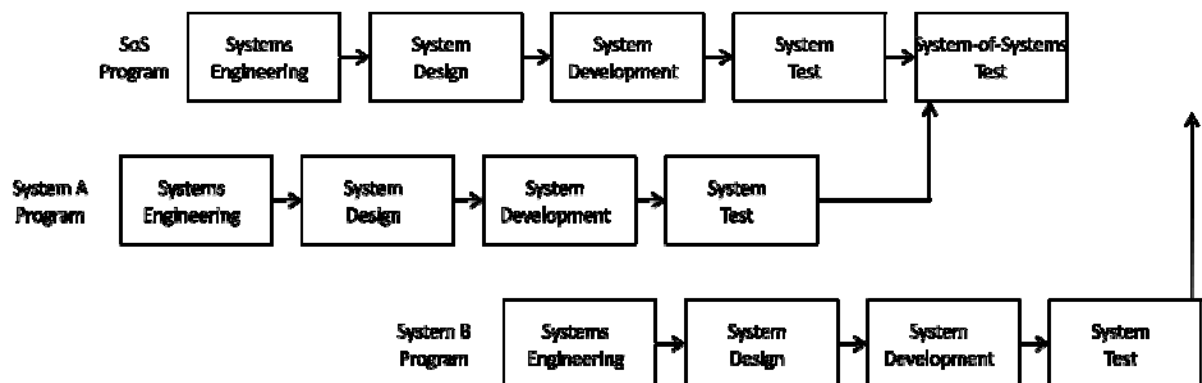 SoS
Program
Systems
Engineering
System
Design
System
Development
System
Test
System-of-Systems
Test
System A
Program
Systems
Engineering
System
Design
System
Development
System
Test
System B
Program
Systems
Engineering
System
Design
System
Development
System
Test